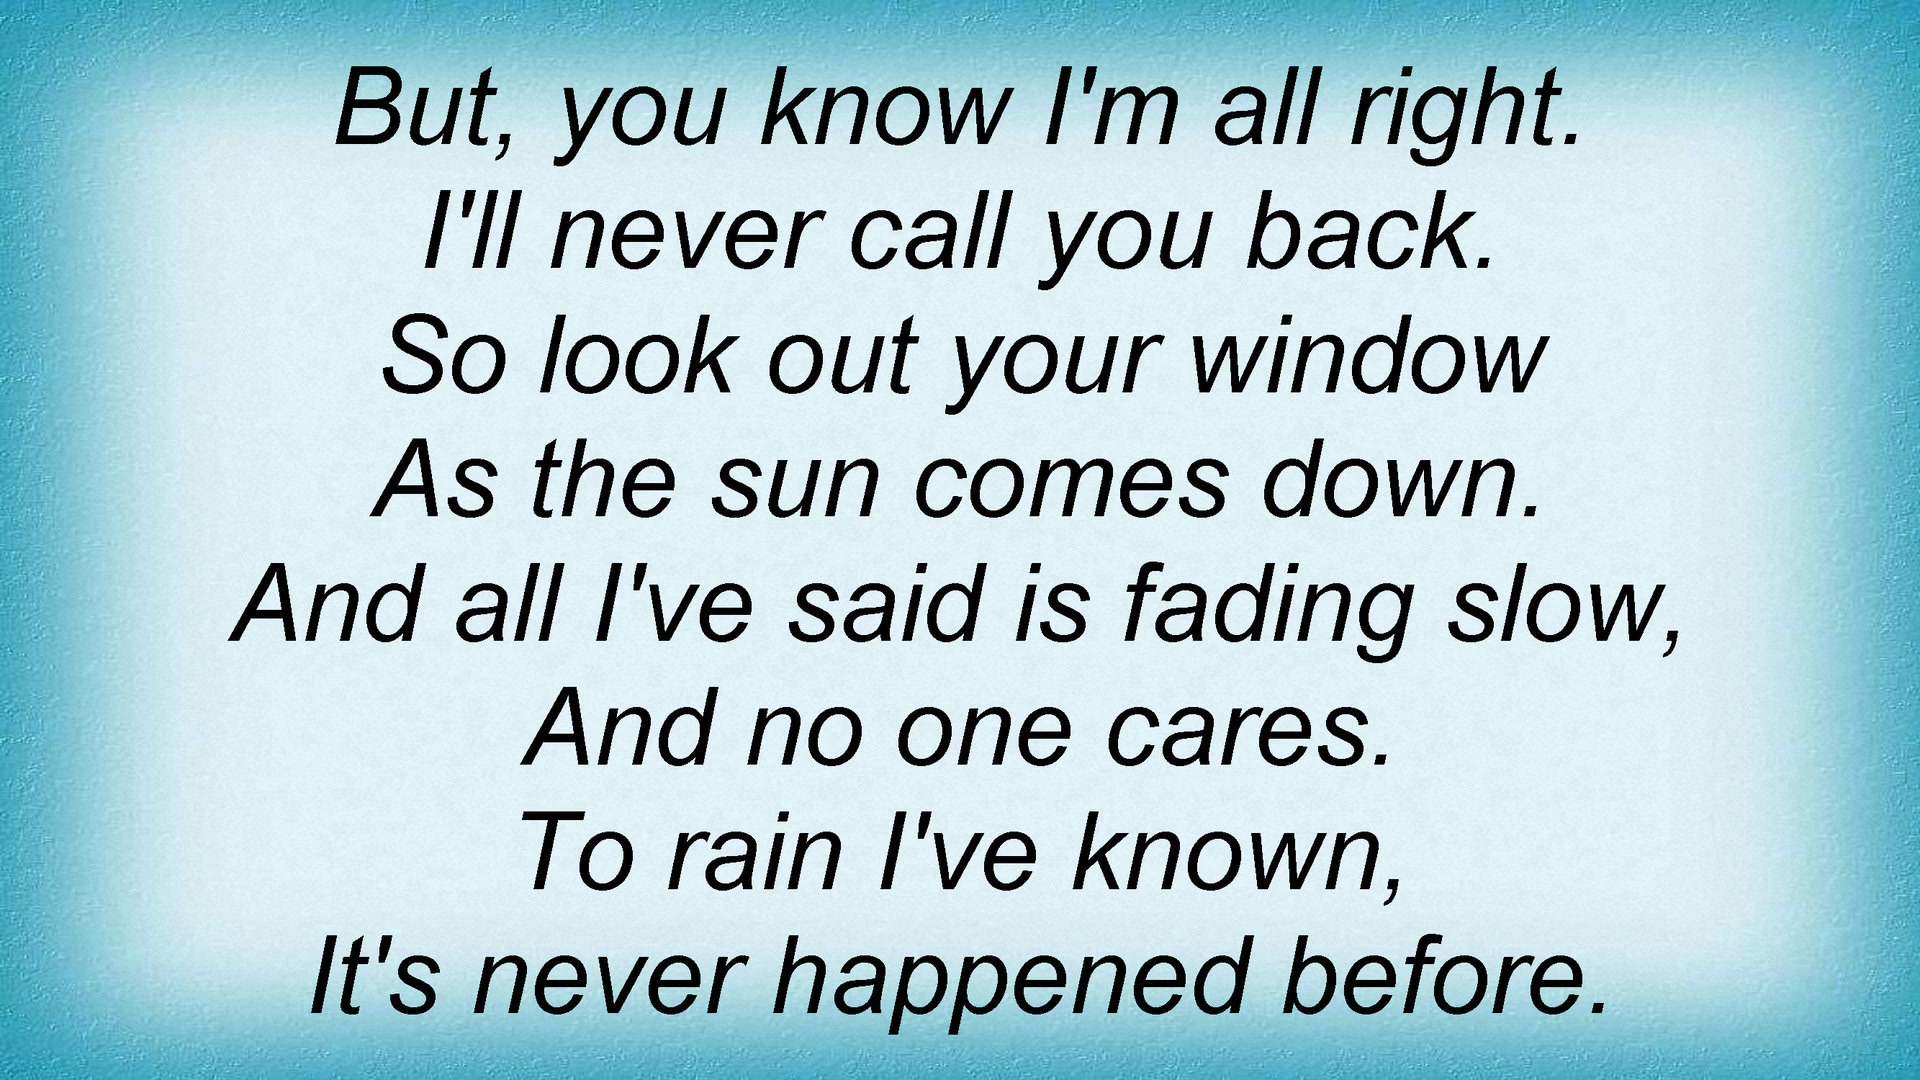 But, you know I'm all right.
I'll never call you back.
So look out your window
As the sun comes down.
And all I've said is fading slow,
And no one cares.
To rain I've known,
It's never happened before.